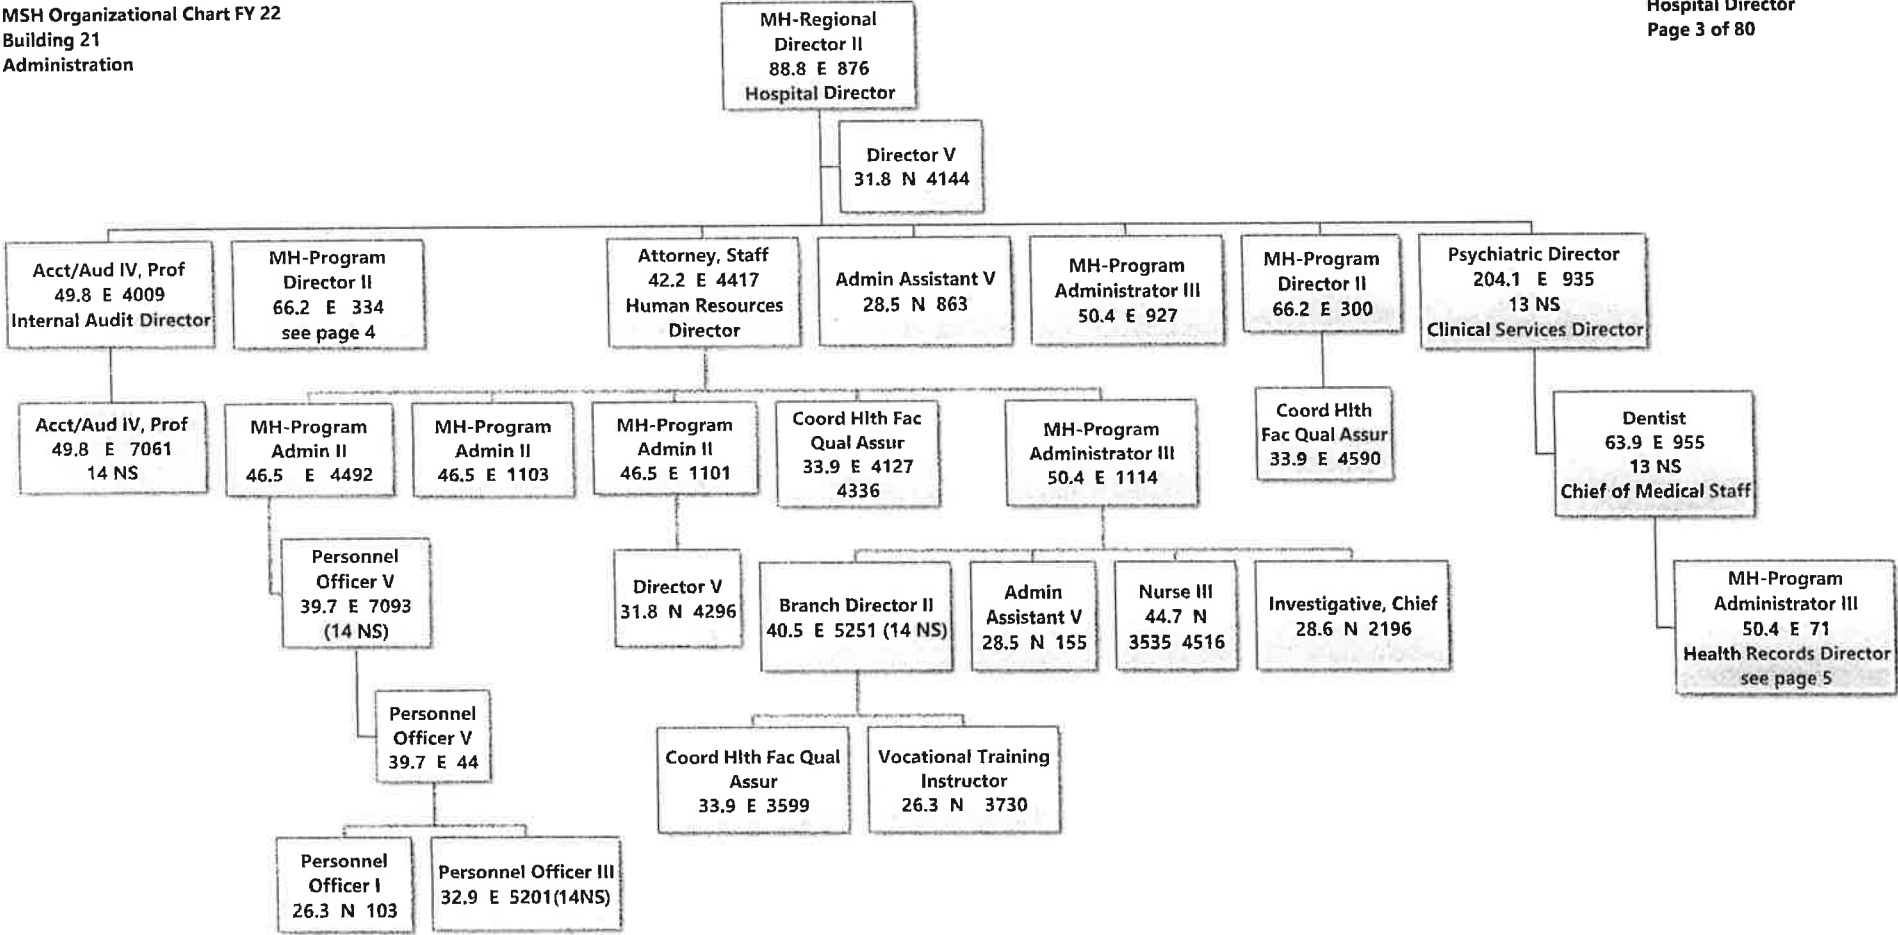 MSH Organizational Chart FY 22
Building 21
Administration
Hospital Director
Page 3 of 80
MH-Regional
Director II
88.8 E 876
Hospital Director
Director V
31.8 N 4144
Acct/Aud IV, Prof
49.8 E 4009
Internal Audit Director
MH-Program
Director II
66.2 E 334
see page 4
Attorney, Staff
42.2 E 4417
Human Resources
Director
Admin Assistant V
28.5 N 863
MH-Program
Administrator III
50.4 E 927
MH-Program
Director II
66.2 E 300
Psychiatric Director
204.1 E 935
13 NS
Clinical Services Director
Acct/Aud IV, Prof
49.8 E 7061
14 NS
MH-Program
Admin II
46.5 E 4492
MH-Program
Admin II
46.5 E 1103
MH-Program
Admin II
46.5 E 1101
Coord Hlth Fac
Qual Assur
33.9 E 4127
4336
MH-Program
Administrator III
50.4 E 1114
Coord Hlth
Fac Qual Assur
33.9 E 4590
Dentist
63.9 E 955
13 NS
Chief of Medical Staff
Personnel
Officer V
39.7 E 7093
(14 NS)
Director V
31.8 N 4296
Branch Director II
40.5 E 5251 (14 NS)
Admin
Assistant V
28.5 N 155
Nurse III
44.7 N
3535 4516
Investigative, Chief
28.6 N 2196
MH-Program
Administrator III
50.4 E 71
Health Records Director
see page 5
Personnel
Officer V
39.7 E 44
Coord Hlth Fac Qual
Assur
33.9 E 3599
Vocational Training
Instructor
26.3 N 3730
Personnel
Officer I
26.3 N 103
Personnel Officer III
32.9 E 5201(14NS)